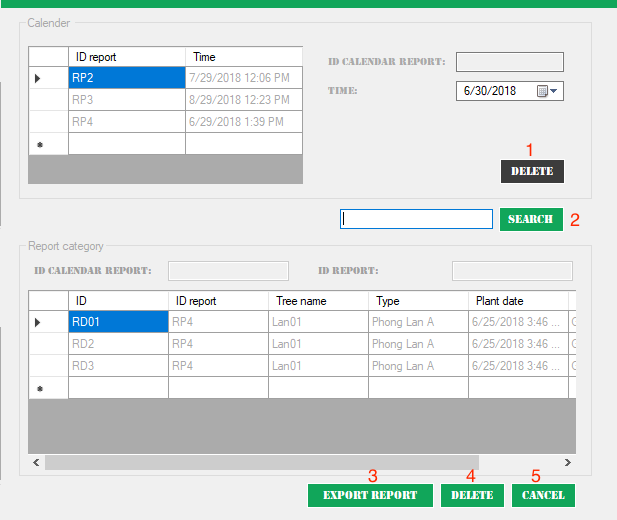 Calender
ID report Time
RP2 7/29/2018 12:06 PM
RP3 8/29/2018 12:23 PM
RP4 6/29/2018 1:39 PM
ID CALENDAR REPORT:
TIME: 6/30/2018
1
DELETE
SEARCH 2
Report category
ID CALENDAR REPORT: ID REPORT:
ID ID report Tree name Type Plant date
RD01 RP4 Lan01 Phong Lan A 6/25/2018 3:46 ...
RD2 RP4 Lan01 Phong Lan A 6/25/2018 3:46 ...
RD3 RP4 Lan01 Phong Lan A 6/25/2018 3:46 ...
3 4 5
EXPORT REPORT DELETE CANCEL